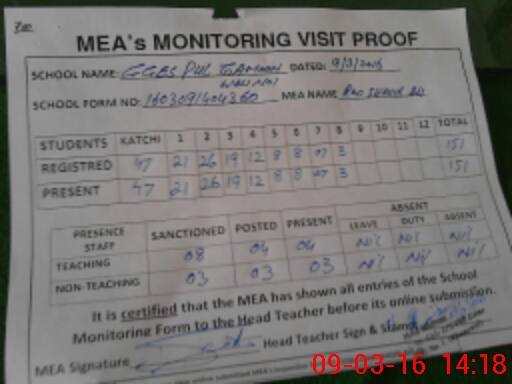 MEA's MONITORING VISIT PROOF
SCHOOL NAME: GGES PUL DATED: 9/3/2016
SCHOOL FORM NO: MEA NAME
STUDENTS KATCHI 1 2 3 4 5 6 7 8 9 10 11 12 TOTAL
REGISTRED 47 21 26 19 12 8 8 07 3 151
PRESENT 47 21 26 19 12 8 8 07 3 151
ABSENT
PRESENCE STAFF SANCTIONED POSTED PRESENT LEAVE DUTY ABSENT
TEACHING 08 04 04 Nil Nil Nil
NON-TEACHING 03 03 03 Nil Nil Nil
It is certified that the MEA has shown all entries of the School
Monitoring Form to the Head Teacher before its online submission.
MEA Signature Head Teacher Sign & Stamp
09-03-16 14:18